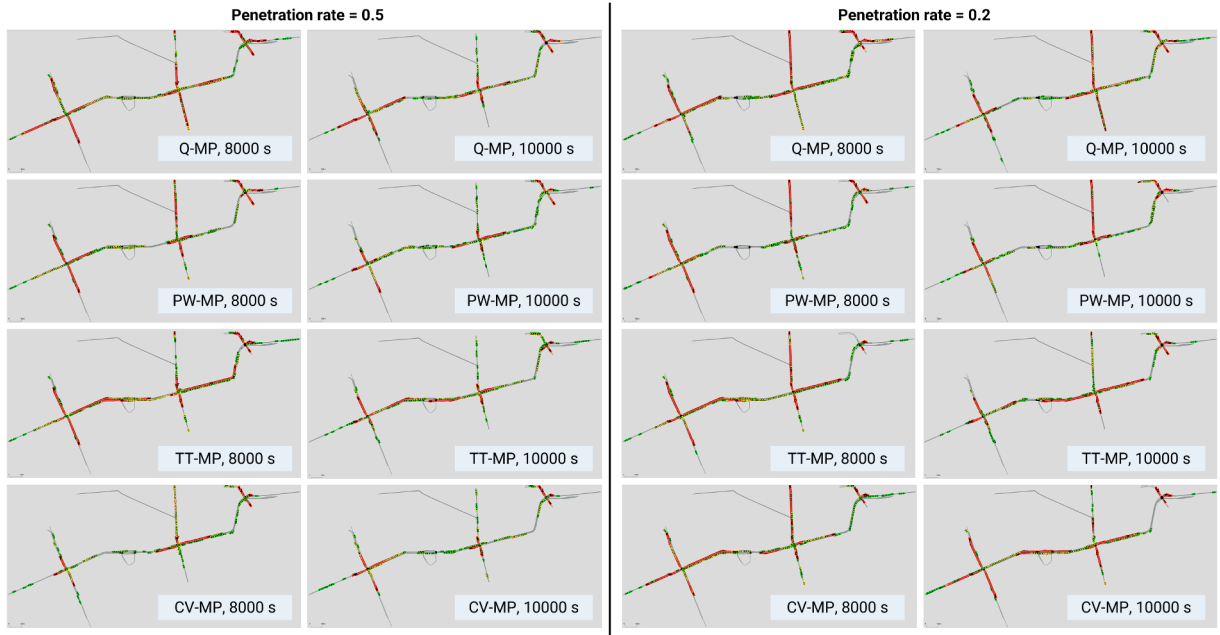 Penetration rate = 0.5
Penetration rate = 0.2
Q-MP, 8000 s
Q-MP, 10000 s
Q-MP, 8000 s
Q-MP, 10000 s
PW-MP, 8000 s
PW-MP, 10000 s
PW-MP, 8000 s
PW-MP, 10000 s
TT-MP, 8000 s
TT-MP, 10000 s
TT-MP, 8000 s
TT-MP, 10000 s
CV-MP, 8000 s
CV-MP, 10000 s
CV-MP, 8000 s
CV-MP, 10000 s